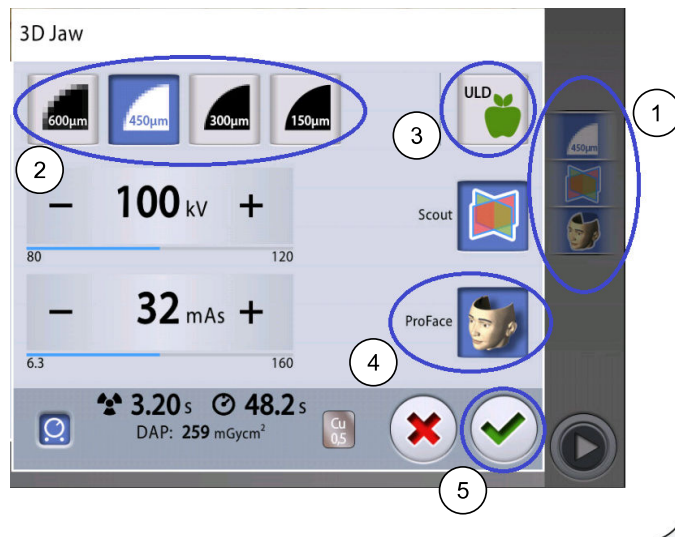 3D Jaw
600µm
450µm
300µm
150µm
ULD
1
450µm
3
2
− 100 kV +
Scout
80
120
− 32 mAs +
ProFace
6.3
160
4
3.20 s 48.2 s
DAP: 259 mGycm²
Cu
0,5
5